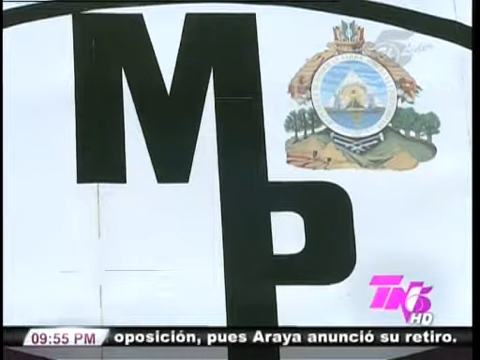 MP
TN5
HD
09:55 PM oposición, pues Araya anunció su retiro.